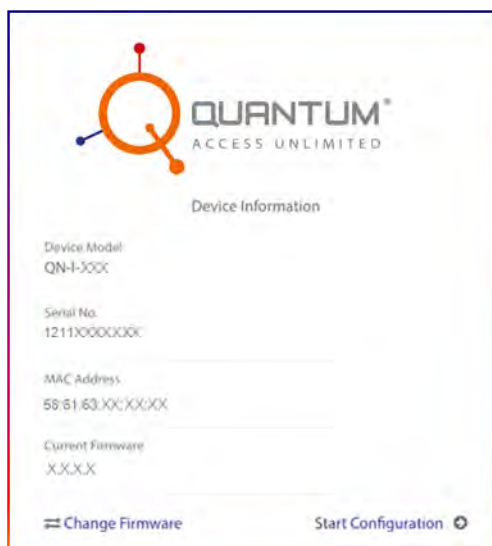 QUANTUM®
ACCESS UNLIMITED
Device Information
Device Model
QN-I-XXX
Serial No.
1211XXXXXXX
MAC Address
58:61:63:XX:XX:XX
Current Firmware
X.X.X.X
Change Firmware
Start Configuration